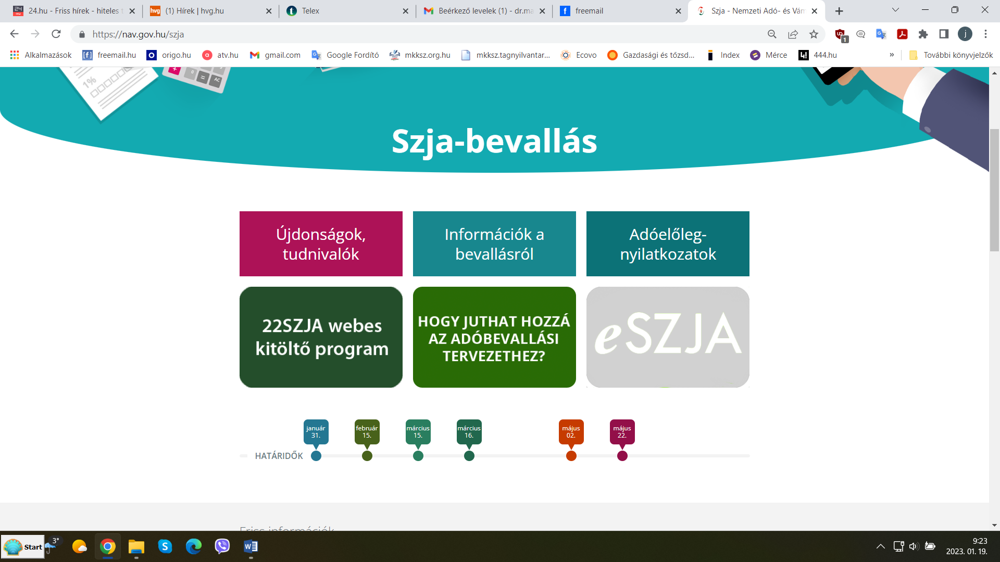 24.hu - Friss hírek - hiteles t
(1) Hírek | hvg.hu
Telex
Beérkező levelek (1) - dr.ma
freemail
Szja - Nemzeti Adó- és Vám
https://nav.gov.hu/szja
1
j
Alkalmazások
freemail.hu
origo.hu
atv.hu
gmail.com
Google Fordító
mkksz.org.hu
mkksz.tagnyilvantar...
Ecovo
Gazdasági és tőzsd...
Index
Mérce
444.hu
»
További könyvjelzők
1%
+
0
=
AC
Szja-bevallás
Újdonságok,
tudnivalók
Információk a
bevallásról
Adóelőleg-
nyilatkozatok
22SZJA webes
kitöltő program
HOGY JUTHAT HOZZÁ
AZ ADÓBEVALLÁSI
TERVEZETHEZ?
eSZJA
január
31.
február
15.
március
15.
március
16.
május
02.
május
22.
HATÁRIDŐK
Friss információk
Start
3°
9:23
2023. 01. 19.